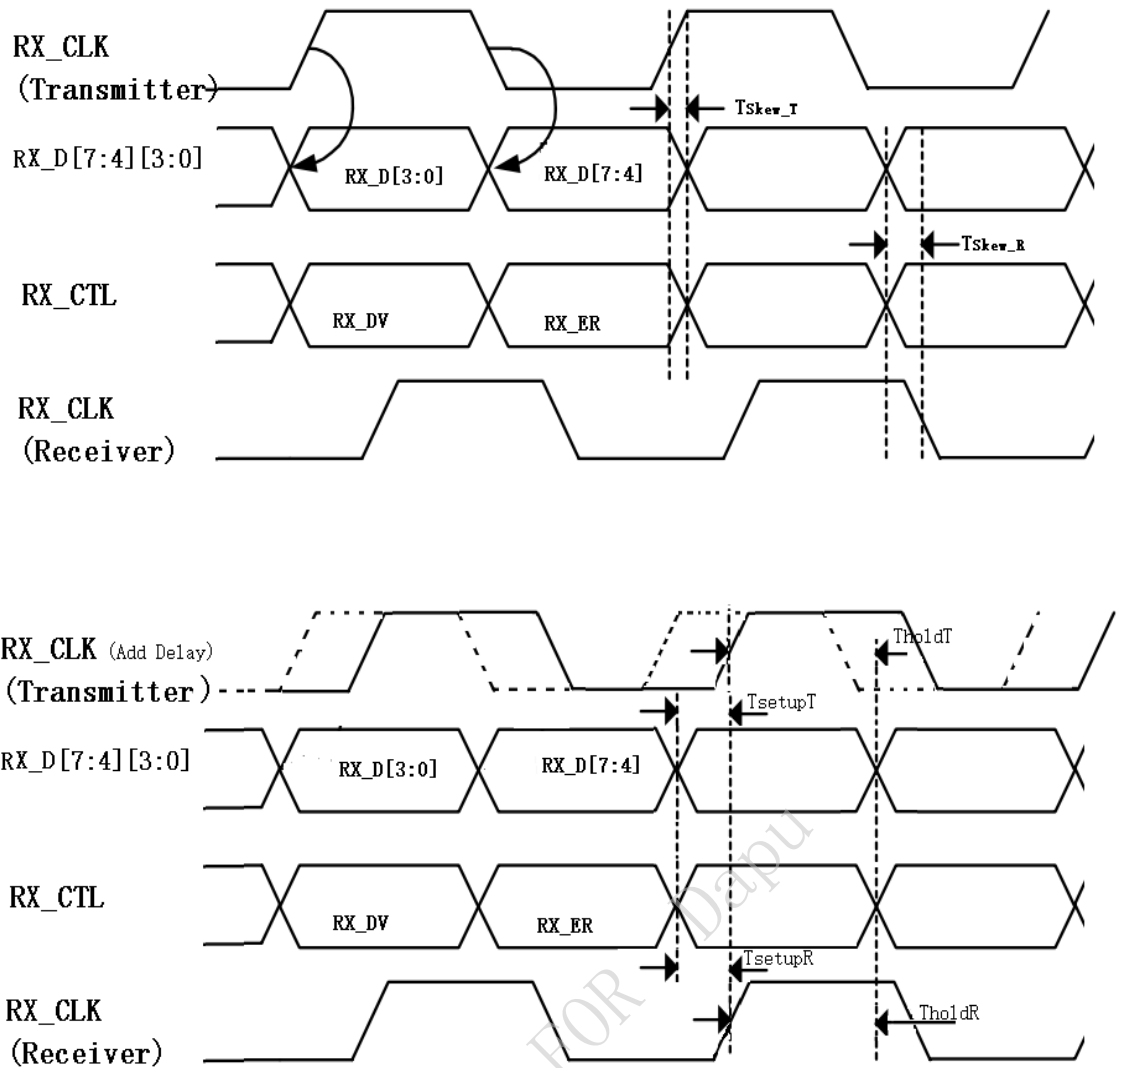 RX_CLK
(Transmitter)
Tskew_T
RX_D[7:4][3:0]
RX_D[3:0]
RX_D[7:4]
Tskew_R
RX_CTL
RX_DV
RX_ER
RX_CLK
(Receiver)
RX_CLK (Add Delay)
(Transmitter)
TholdT
TsetupT
RX_D[7:4][3:0]
RX_D[3:0]
RX_D[7:4]
RX_CTL
RX_DV
RX_ER
TsetupR
RX_CLK
(Receiver)
TholdR
FOR Dapu